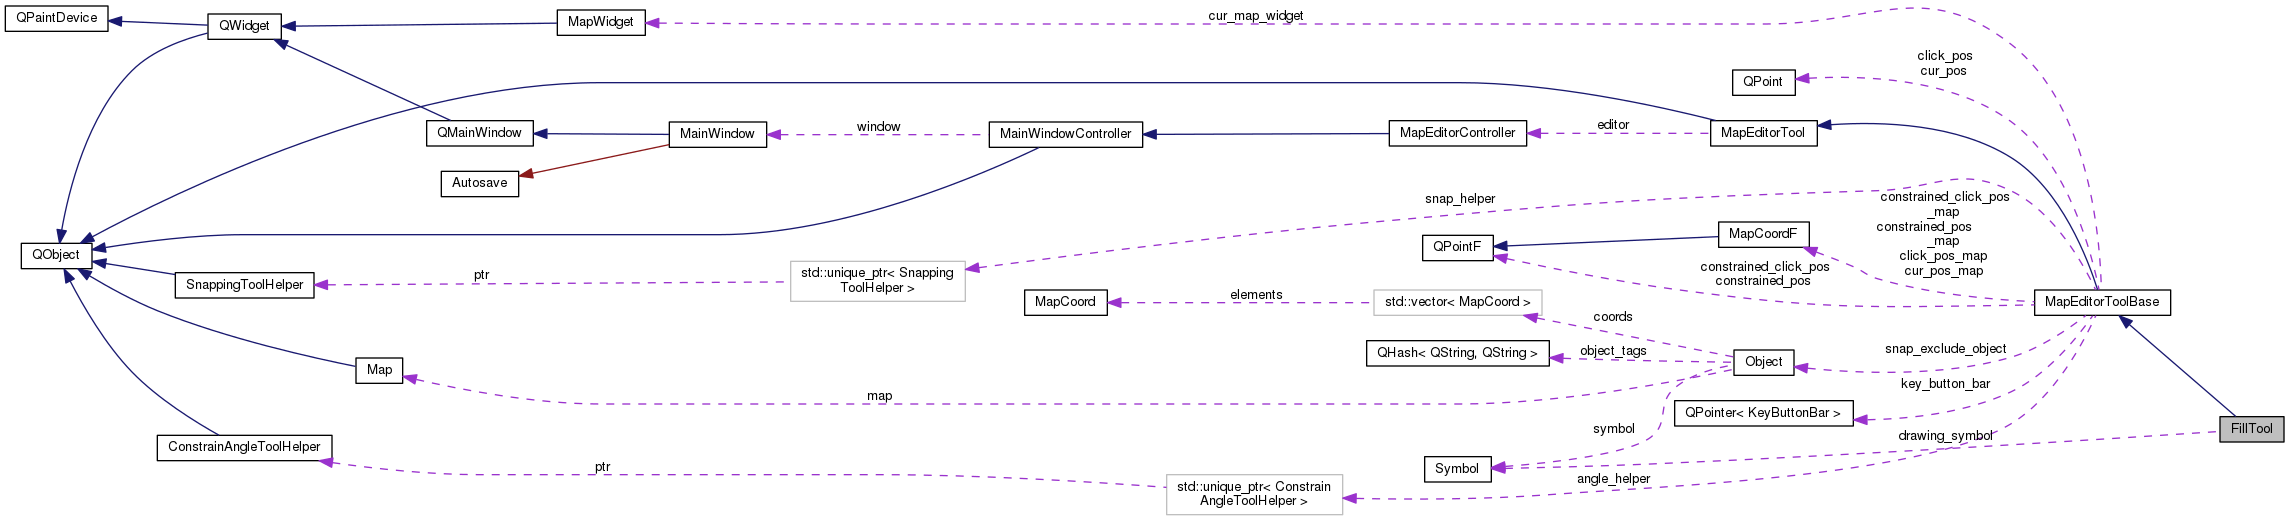 QPaintDevice
QWidget
MapWidget
cur_map_widget
click_pos
cur_pos
QPoint
QMainWindow
MainWindow
window
MainWindowController
MapEditorController
editor
MapEditorTool
Autosave
snap_helper
constrained_click_pos
_map
constrained_pos
_map
click_pos_map
cur_pos_map
QObject
QPointF
MapCoordF
SnappingToolHelper
ptr
std::unique_ptr< Snapping
ToolHelper >
constrained_click_pos
constrained_pos
MapCoord
elements
std::vector< MapCoord >
MapEditorToolBase
coords
QHash< QString, QString >
object_tags
Object
snap_exclude_object
Map
map
key_button_bar
QPointer< KeyButtonBar >
symbol
FillTool
drawing_symbol
ConstrainAngleToolHelper
ptr
Symbol
std::unique_ptr< Constrain
AngleToolHelper >
angle_helper